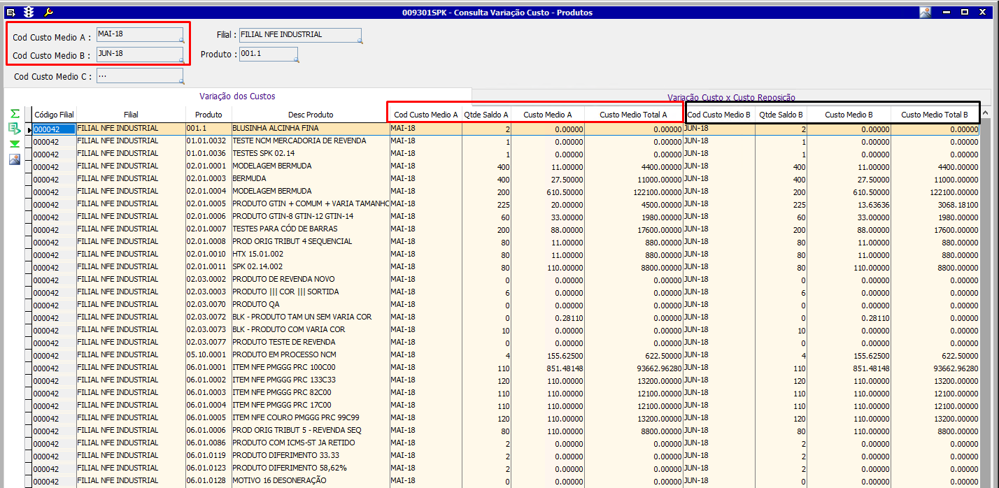 009301SPK - Consulta Variação Custo - Produtos
Cod Custo Medio A : MAI-18 Filial : FILIAL NFE INDUSTRIAL
Cod Custo Medio B : JUN-18 Produto : 001.1
Cod Custo Medio C : ...
Variação dos Custos Variação Custo x Custo Reposição
Código Filial Filial Produto Desc Produto Cod Custo Medio A Qtde Saldo A Custo Medio A Custo Medio Total A Cod Custo Medio B Qtde Saldo B Custo Medio B Custo Medio Total B
000042 FILIAL NFE INDUSTRIAL 001.1 BLUSINHA ALCINHA FINA MAI-18 2 0.00000 0.00000 JUN-18 2 0.00000 0.00000
000042 FILIAL NFE INDUSTRIAL 01.01.0032 TESTE NCM MERCADORIA DE REVENDA MAI-18 1 0.00000 0.00000 JUN-18 1 0.00000 0.00000
000042 FILIAL NFE INDUSTRIAL 01.01.0036 TESTES SPK 02.14 MAI-18 1 0.00000 0.00000 JUN-18 1 0.00000 0.00000
000042 FILIAL NFE INDUSTRIAL 02.01.0001 MODELAGEM BERMUDA MAI-18 400 11.00000 4400.00000 JUN-18 400 11.00000 4400.00000
000042 FILIAL NFE INDUSTRIAL 02.01.0003 BERMUDA MAI-18 400 27.50000 11000.00000 JUN-18 400 27.50000 11000.00000
000042 FILIAL NFE INDUSTRIAL 02.01.0004 MODELAGEM BERMUDA MAI-18 200 610.50000 122100.00000 JUN-18 200 610.50000 122100.00000
000042 FILIAL NFE INDUSTRIAL 02.01.0005 PRODUTO GTIN + COMUM + VARIA TAMANHO MAI-18 225 20.00000 4500.00000 JUN-18 225 13.63636 3068.18100
000042 FILIAL NFE INDUSTRIAL 02.01.0006 PRODUTO GTIN-8 GTIN-12 GTIN-14 MAI-18 60 33.00000 1980.00000 JUN-18 60 33.00000 1980.00000
000042 FILIAL NFE INDUSTRIAL 02.01.0007 TESTES PARA CÓD DE BARRAS MAI-18 200 88.00000 17600.00000 JUN-18 200 88.00000 17600.00000
000042 FILIAL NFE INDUSTRIAL 02.01.0008 PROD ORIG TRIBUT 4 SEQUENCIAL MAI-18 80 11.00000 880.00000 JUN-18 80 11.00000 880.00000
000042 FILIAL NFE INDUSTRIAL 02.01.0010 HTX 15.01.002 MAI-18 80 11.00000 880.00000 JUN-18 80 11.00000 880.00000
000042 FILIAL NFE INDUSTRIAL 02.01.0011 SPK 02.14.002 MAI-18 80 110.00000 8800.00000 JUN-18 80 110.00000 8800.00000
000042 FILIAL NFE INDUSTRIAL 02.03.0002 PRODUTO DE REVENDA NOVO MAI-18 0 0.00000 0.00000 JUN-18 0 0.00000 0.00000
000042 FILIAL NFE INDUSTRIAL 02.03.0003 PRODUTO ||| COR ||| SORTIDA MAI-18 6 0.00000 0.00000 JUN-18 6 0.00000 0.00000
000042 FILIAL NFE INDUSTRIAL 02.03.0070 PRODUTO QA MAI-18 0 0.00000 0.00000 JUN-18 0 0.00000 0.00000
000042 FILIAL NFE INDUSTRIAL 02.03.0072 BLK - PRODUTO TAM UN SEM VARIA COR MAI-18 0 0.28110 0.00000 JUN-18 0 0.28110 0.00000
000042 FILIAL NFE INDUSTRIAL 02.03.0073 BLK - PRODUTO COM VARIA COR MAI-18 10 0.00000 0.00000 JUN-18 10 0.00000 0.00000
000042 FILIAL NFE INDUSTRIAL 02.03.0077 PRODUTO TESTE DE REVENDA MAI-18 0 0.00000 0.00000 JUN-18 0 0.00000 0.00000
000042 FILIAL NFE INDUSTRIAL 05.10.0001 PRODUTO EM PROCESSO NCM MAI-18 4 155.62500 622.50000 JUN-18 4 155.62500 622.50000
000042 FILIAL NFE INDUSTRIAL 06.01.0001 ITEM NFE PMGGG PRC 100C00 MAI-18 110 851.48148 93662.96280 JUN-18 110 851.48148 93662.96280
000042 FILIAL NFE INDUSTRIAL 06.01.0002 ITEM NFE PMGGG PRC 133C33 MAI-18 120 110.00000 13200.00000 JUN-18 120 110.00000 13200.00000
000042 FILIAL NFE INDUSTRIAL 06.01.0003 ITEM NFE PMGGG PRC 82C00 MAI-18 110 110.00000 12100.00000 JUN-18 110 110.00000 12100.00000
000042 FILIAL NFE INDUSTRIAL 06.01.0004 ITEM NFE PMGGG PRC 17C00 MAI-18 110 110.00000 12100.00000 JUN-18 110 110.00000 12100.00000
000042 FILIAL NFE INDUSTRIAL 06.01.0005 ITEM NFE COURO PMGGG PRC 99C99 MAI-18 120 110.00000 13200.00000 JUN-18 120 110.00000 13200.00000
000042 FILIAL NFE INDUSTRIAL 06.01.0006 PROD ORIG TRIBUT 5 - REVENDA SEQ MAI-18 80 110.00000 8800.00000 JUN-18 80 110.00000 8800.00000
000042 FILIAL NFE INDUSTRIAL 06.01.0086 PRODUTO COM ICMS-ST JA RETIDO MAI-18 2 0.00000 0.00000 JUN-18 2 0.00000 0.00000
000042 FILIAL NFE INDUSTRIAL 06.01.0119 PRODUTO DIFERIMENTO 33.33 MAI-18 2 0.00000 0.00000 JUN-18 2 0.00000 0.00000
000042 FILIAL NFE INDUSTRIAL 06.01.0123 PRODUTO DIFERIMENTO 58,62% MAI-18 2 0.00000 0.00000 JUN-18 2 0.00000 0.00000
000042 FILIAL NFE INDUSTRIAL 06.01.0128 MOTIVO 16 DESONERAÇÃO MAI-18 0 0.00000 0.00000 JUN-18 0 0.00000 0.00000